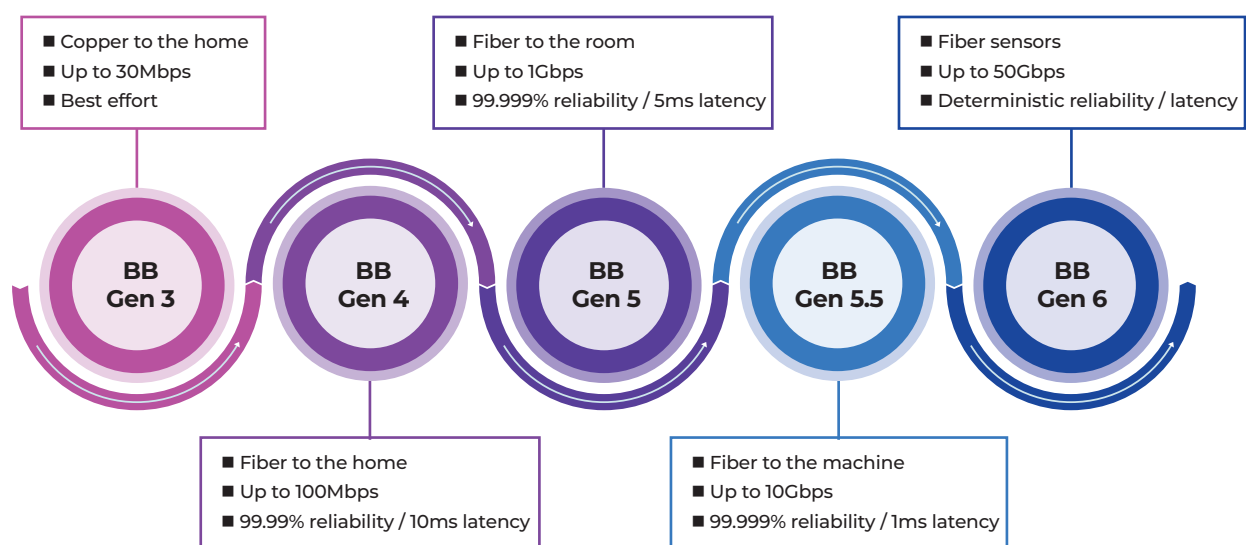 ■ Copper to the home
■ Up to 30Mbps
■ Best effort
■ Fiber to the room
■ Up to 1Gbps
■ 99.999% reliability / 5ms latency
■ Fiber sensors
■ Up to 50Gbps
■ Deterministic reliability / latency
BB
Gen 3
BB
Gen 4
BB
Gen 5
BB
Gen 5.5
BB
Gen 6
■ Fiber to the home
■ Up to 100Mbps
■ 99.99% reliability / 10ms latency
■ Fiber to the machine
■ Up to 10Gbps
■ 99.999% reliability / 1ms latency